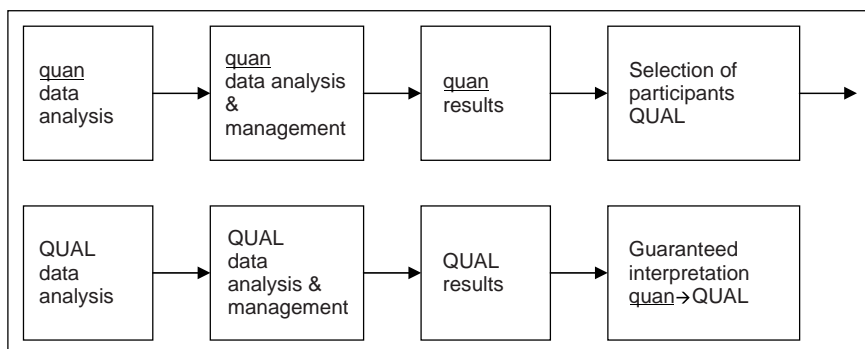 quan
data
analysis
quan
data analysis
&
management
quan
results
Selection of
participants
QUAL
QUAL
data
analysis
QUAL
data
analysis &
management
QUAL
results
Guaranteed
interpretation
quan→QUAL